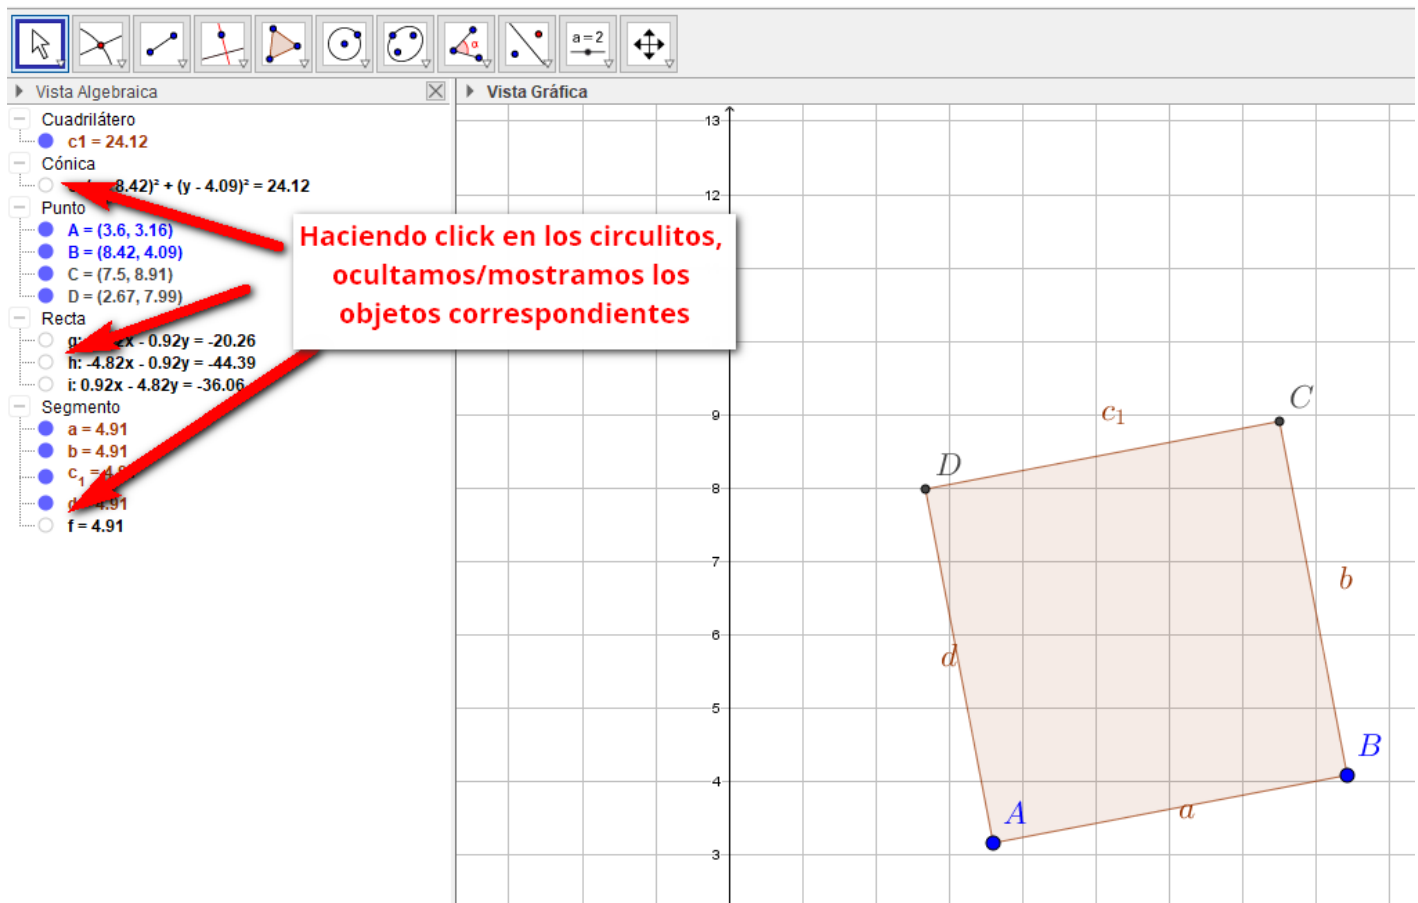 a = 2
Vista Algebraica
Vista Gráfica
Cuadrilátero
c1 = 24.12
Cónica
8.42)² + (y - 4.09)² = 24.12
Punto
A = (3.6, 3.16)
B = (8.42, 4.09)
C = (7.5, 8.91)
D = (2.67, 7.99)
Recta
g: x - 0.92y = -20.26
h: -4.82x - 0.92y = -44.39
i: 0.92x - 4.82y = -36.06
Segmento
a = 4.91
b = 4.91
c1 = 4.
d 4.91
f = 4.91
Haciendo click en los circulitos,
ocultamos/mostramos los
objetos correspondientes
13
12
9
8
7
6
5
4
3
c1
C
D
b
d
B
A
a
α